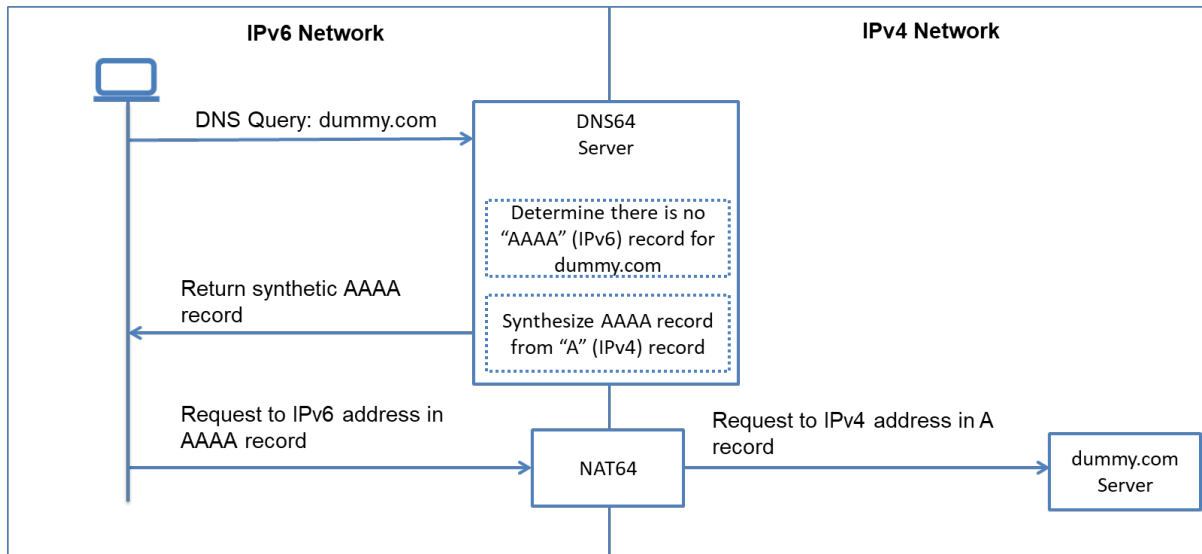 IPv6 Network
IPv4 Network
DNS Query: dummy.com
DNS64
Server
Determine there is no
“AAAA” (IPv6) record for
dummy.com
Return synthetic AAAA
record
Synthesize AAAA record
from “A” (IPv4) record
Request to IPv6 address in
AAAA record
NAT64
Request to IPv4 address in A
record
dummy.com
Server